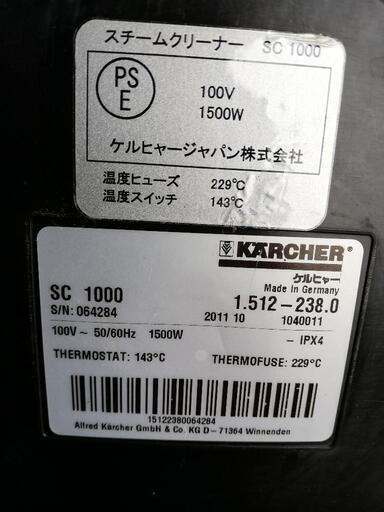 スチームクリーナー SC 1000
PS
E
100V
1500W
ケルヒャージャパン株式会社
温度ヒューズ 229℃
温度スイッチ 143℃
KÄRCHER
ケルヒャー
Made in Germany
SC 1000
1.512-238.0
S/N: 064284
2011 10 1040011
100V~ 50/60Hz 1500W
- IPX4
THERMOSTAT: 143°C THERMOFUSE: 229°C
15122380064284
Alfred Kärcher GmbH & Co. KG D - 71364 Winnenden